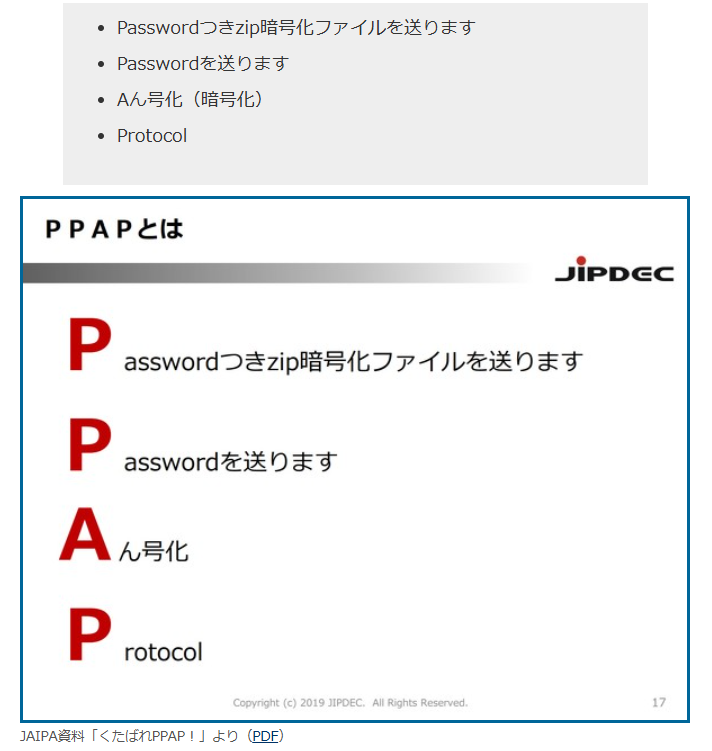 Passwordつきzip暗号化ファイルを送ります
Passwordを送ります
Aん号化（暗号化）
Protocol
ＰＰＡＰとは
JIPDEC
Passwordつきzip暗号化ファイルを送ります
Passwordを送ります
Aん号化
Protocol
Copyright (c) 2019 JIPDEC. All Rights Reserved.
17
JAIPA資料「くたばれPPAP！」より（PDF）